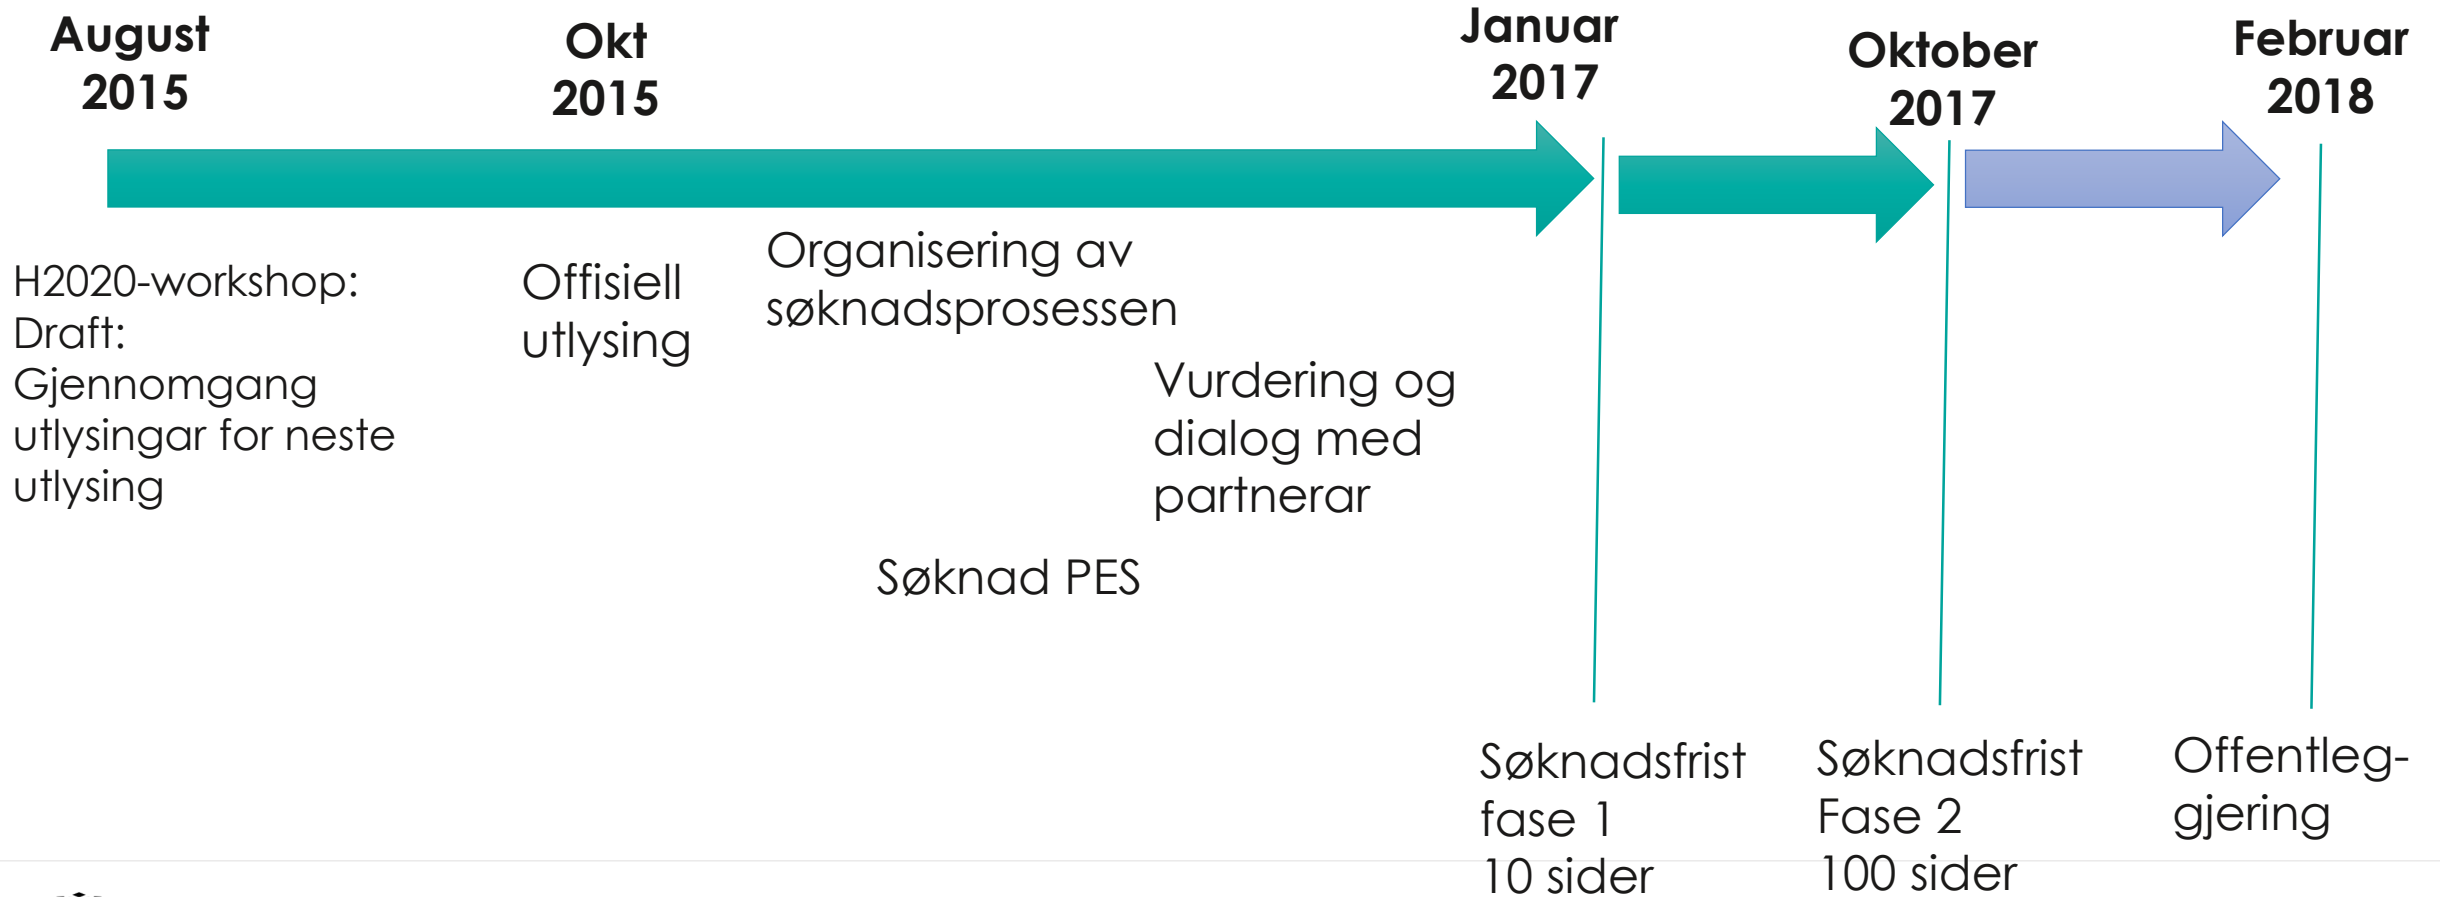 August
2015
Okt
2015
Januar
2017
Oktober
2017
Februar
2018
H2020-workshop:
Draft:
Gjennomgang
utlysingar for neste
utlysing
Offisiell
utlysing
Organisering av
søknadsprosessen
Vurdering og
dialog med
partnerar
Søknad PES
Søknadsfrist
fase 1
10 sider
Søknadsfrist
Fase 2
100 sider
Offentleg-
gjering